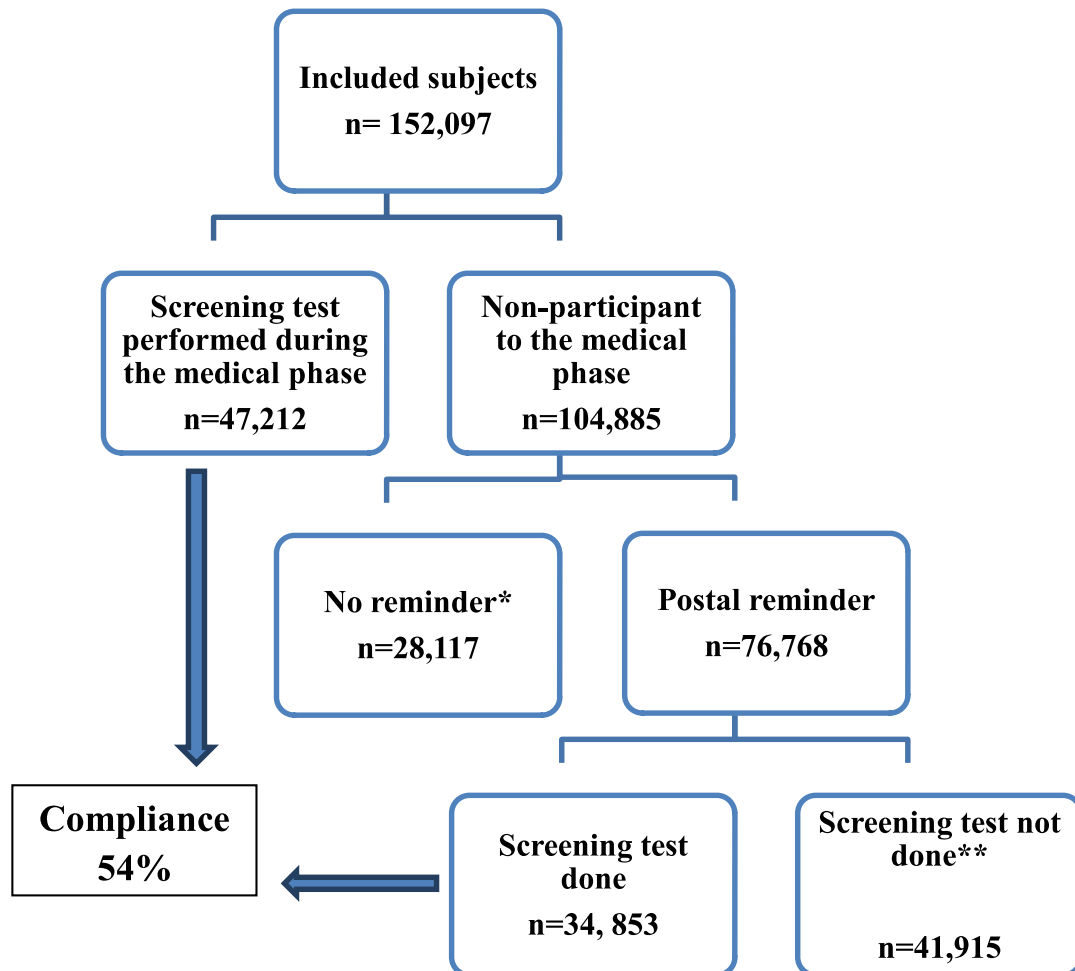 Included subjects
n= 152,097
Screening test
performed during
the medical phase
n=47,212
Non-participant
to the medical
phase
n=104,885
No reminder*
n=28,117
Postal reminder
n=76,768
Compliance
54%
Screening test
done
n=34, 853
Screening test not
done**
n=41,915